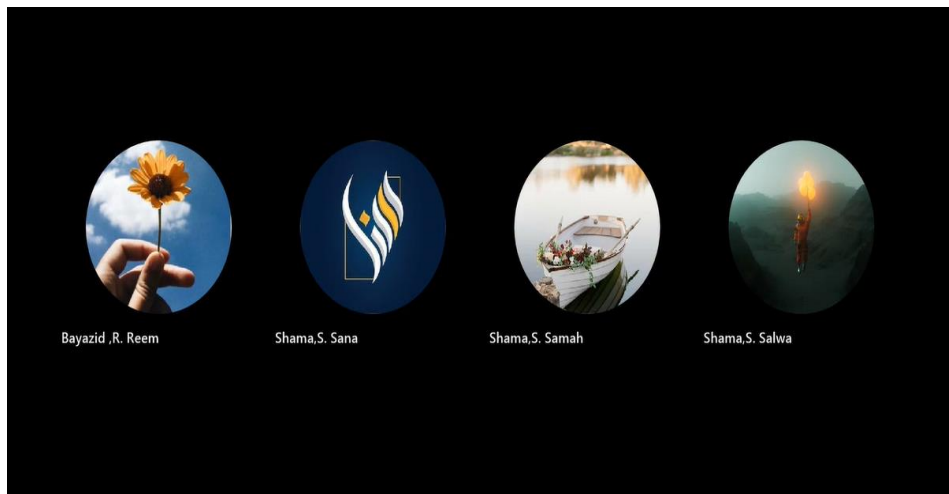 Bayazid ,R. Reem
Shama,S. Sana
Shama,S. Samah
Shama,S. Salwa